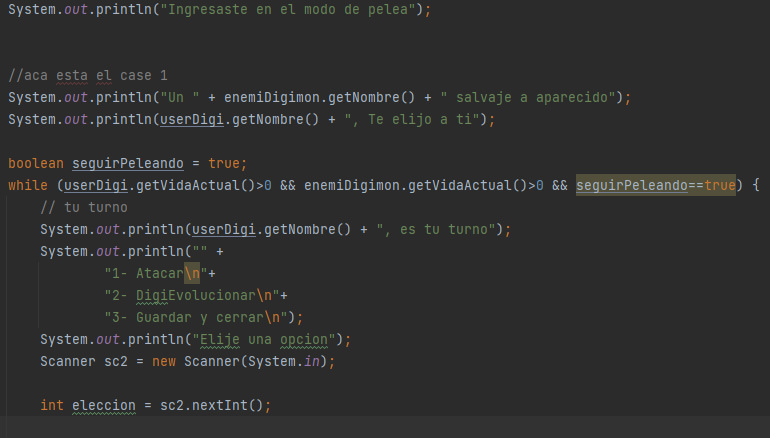 System.out.println("Ingresaste en el modo de pelea");
//aca esta el case 1
System.out.println("Un " + enemiDigimon.getNombre() + " salvaje a aparecido");
System.out.println(userDigi.getNombre() + ", Te elijo a ti");
boolean seguirPeleando = true;
while (userDigi.getVidaActual()>0 && enemiDigimon.getVidaActual()>0 && seguirPeleando==true) {
// tu turno
System.out.println(userDigi.getNombre() + ", es tu turno");
System.out.println("" +
"1- Atacar\n"+
"2- DigiEvolucionar\n"+
"3- Guardar y cerrar\n");
System.out.println("Elije una opcion");
Scanner sc2 = new Scanner(System.in);
int eleccion = sc2.nextInt();